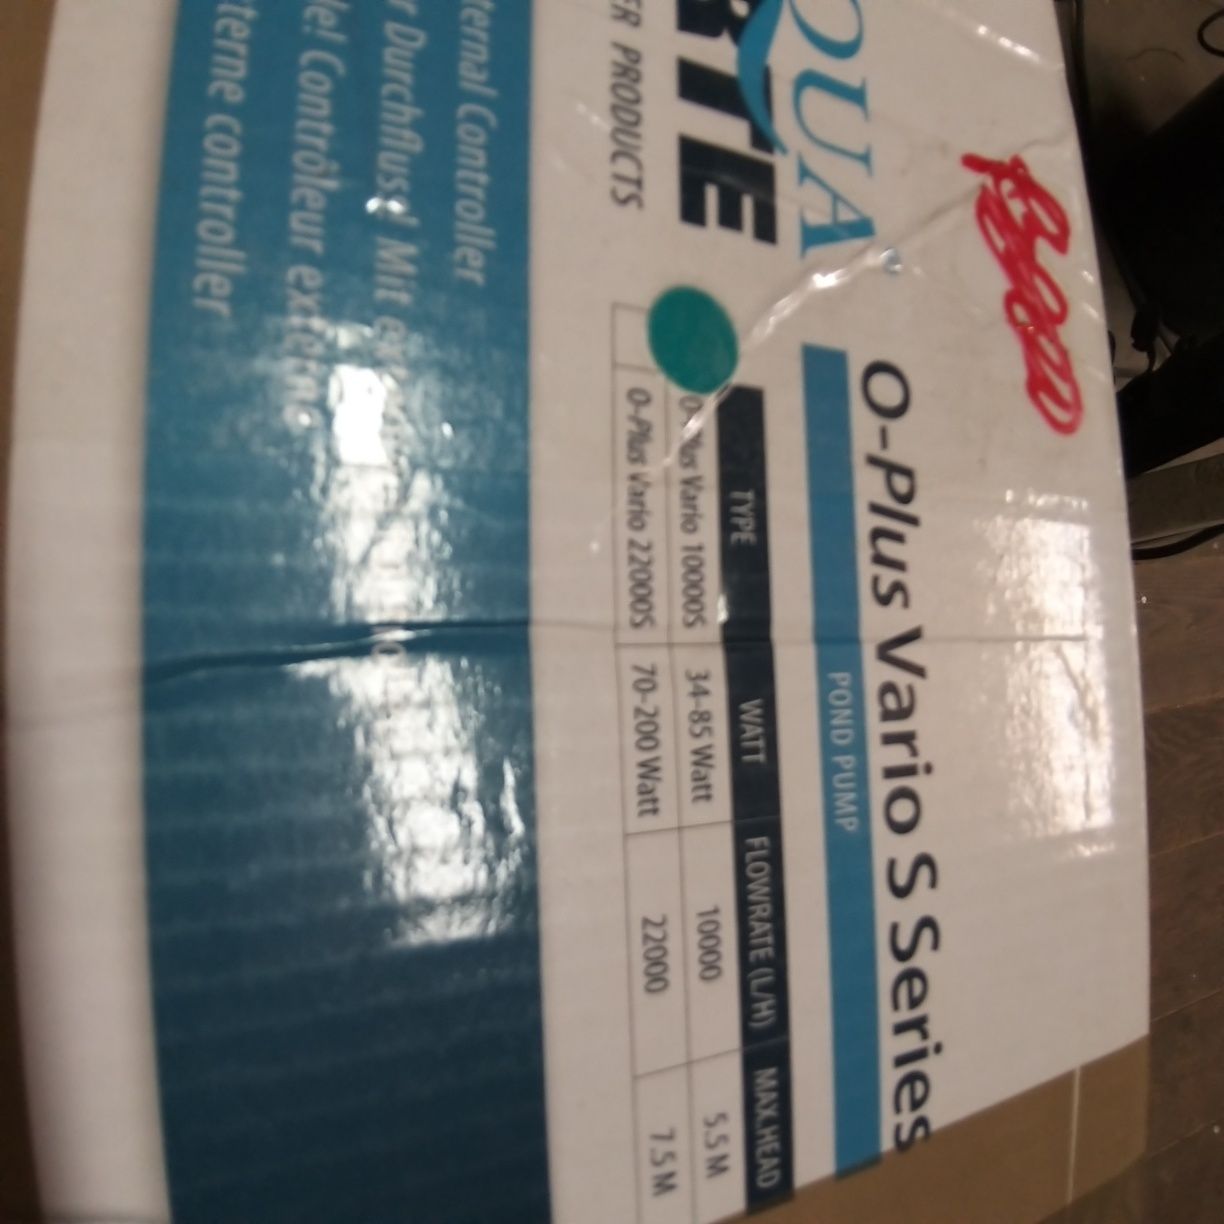 QUA®
RTE
ER PRODUCTS
O-Plus Vario S Series
POND PUMP
TYPE WATT FLOWRATE (L/H) MAX.HEAD
O-Plus Vario 10000S 34-85 Watt 10000 5.5 M
O-Plus Vario 22000S 70-200 Watt 22000 7.5 M
ternal Controller
r Durchfluss! Mit
le! Contrôleur externe
terne controller